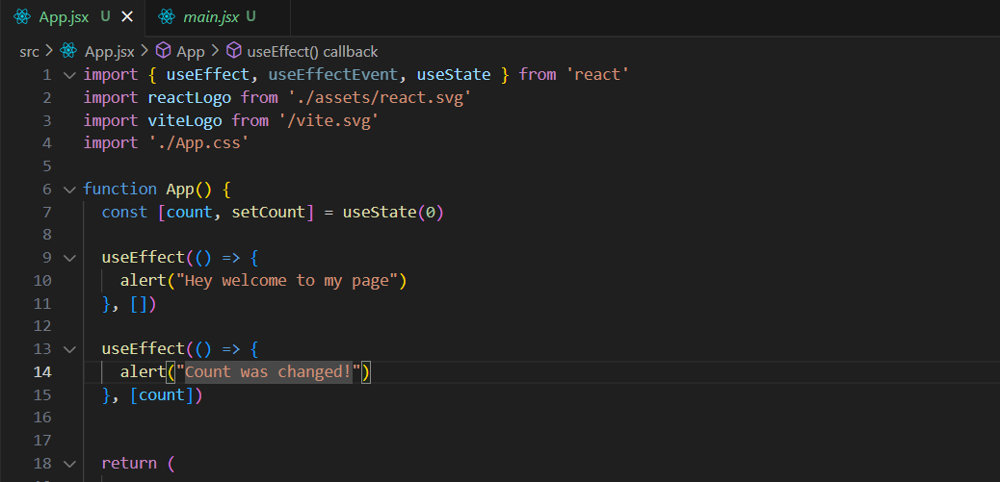 App.jsx U × main.jsx U
src > App.jsx > App > useEffect() callback
1 import { useEffect, useEffectEvent, useState } from 'react'
2 import reactLogo from './assets/react.svg'
3 import viteLogo from '/vite.svg'
4 import './App.css'
5
6 function App() {
7 const [count, setCount] = useState(0)
8
9 useEffect(() => {
10 alert("Hey welcome to my page")
11 }, [])
12
13 useEffect(() => {
14 alert("Count was changed!")
15 }, [count])
16
17
18 return (